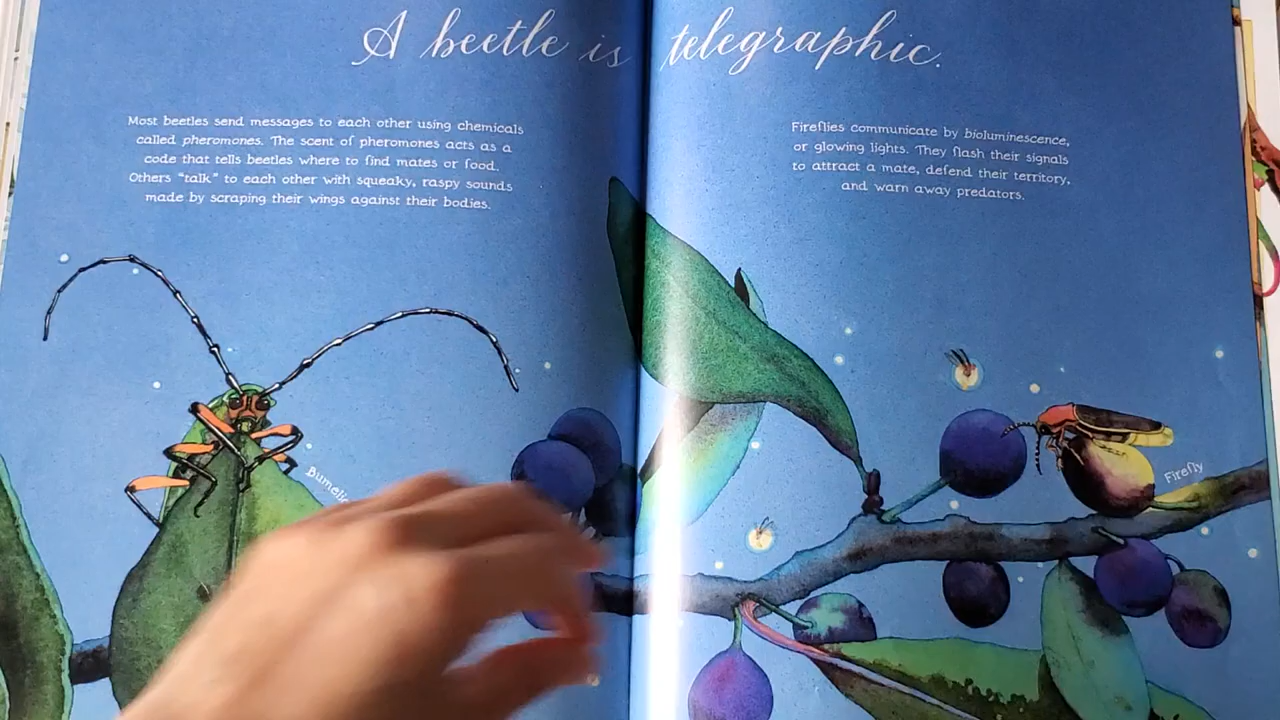 A beetle is telegraphic.
Most beetles send messages to each other using chemicals
called pheromones. The scent of pheromones acts as a
code that tells beetles where to find mates or food.
Others “talk” to each other with squeaky, raspy sounds
made by scraping their wings against their bodies.
Fireflies communicate by bioluminescence,
or glowing lights. They flash their signals
to attract a mate, defend their territory,
and warn away predators.
Firefly